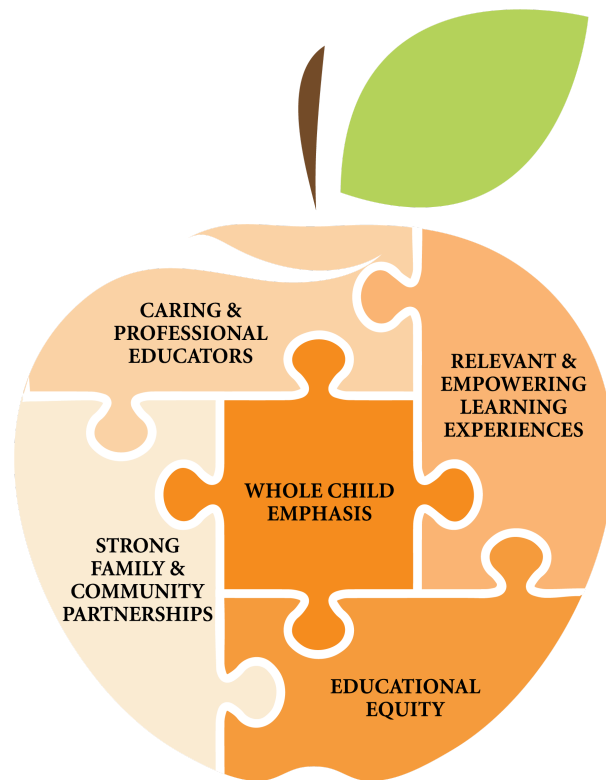 CARING &
PROFESSIONAL
EDUCATORS
RELEVANT &
EMPOWERING
LEARNING
EXPERIENCES
WHOLE CHILD
EMPHASIS
STRONG
FAMILY &
COMMUNITY
PARTNERSHIPS
EDUCATIONAL
EQUITY